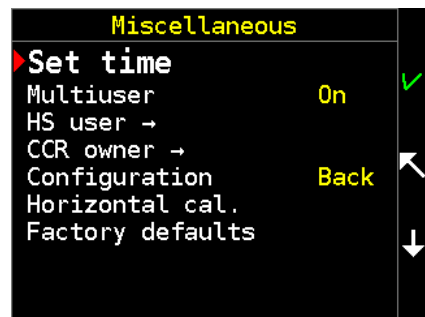 Miscellaneous
Set time
Multiuser On
HS user →
CCR owner →
Configuration Back
Horizontal cal.
Factory defaults